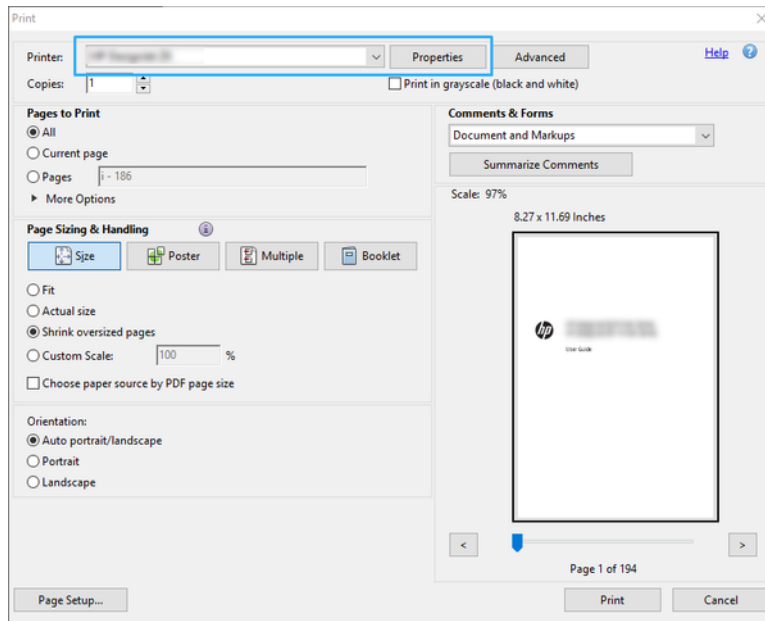 Print
Printer: Properties Advanced Help ?
Copies: 1 Print in grayscale (black and white)
Pages to Print
All
Current page
Pages i - 186
More Options
Page Sizing & Handling i
Size Poster Multiple Booklet
Fit
Actual size
Shrink oversized pages
Custom Scale: 100 %
Choose paper source by PDF page size
Orientation:
Auto portrait/landscape
Portrait
Landscape
Comments & Forms
Document and Markups
Summarize Comments
Scale: 97%
8.27 x 11.69 Inches
hp
User Guide
< >
Page 1 of 194
Page Setup... Print Cancel